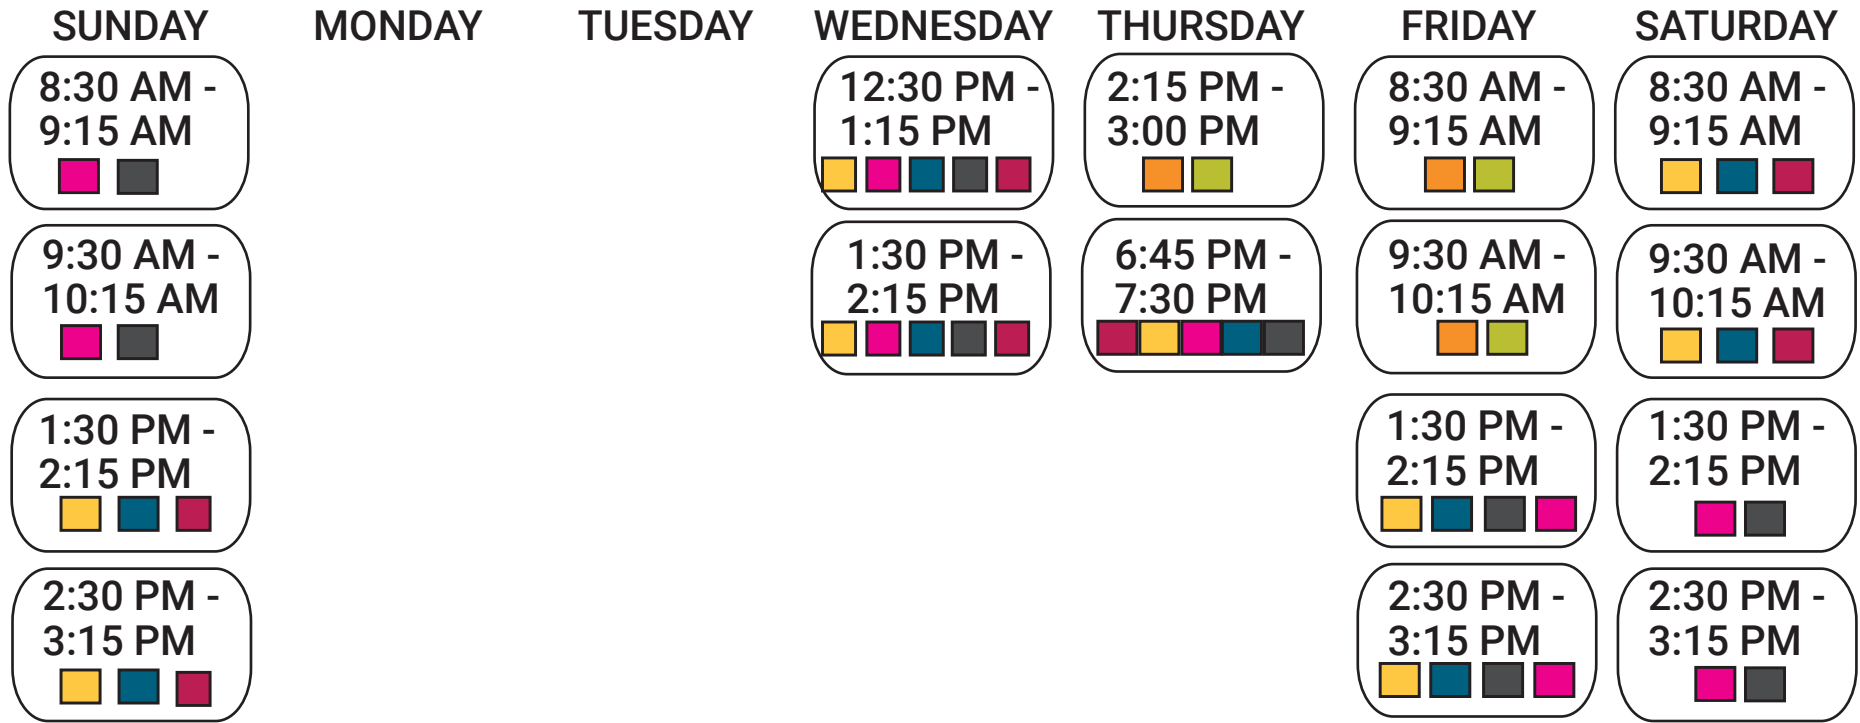 SUNDAY MONDAY TUESDAY WEDNESDAY THURSDAY FRIDAY SATURDAY
8:30 AM -
9:15 AM
9:30 AM -
10:15 AM
1:30 PM -
2:15 PM
2:30 PM -
3:15 PM
12:30 PM -
1:15 PM
1:30 PM -
2:15 PM
2:15 PM -
3:00 PM
6:45 PM -
7:30 PM
8:30 AM -
9:15 AM
9:30 AM -
10:15 AM
1:30 PM -
2:15 PM
2:30 PM -
3:15 PM
8:30 AM -
9:15 AM
9:30 AM -
10:15 AM
1:30 PM -
2:15 PM
2:30 PM -
3:15 PM